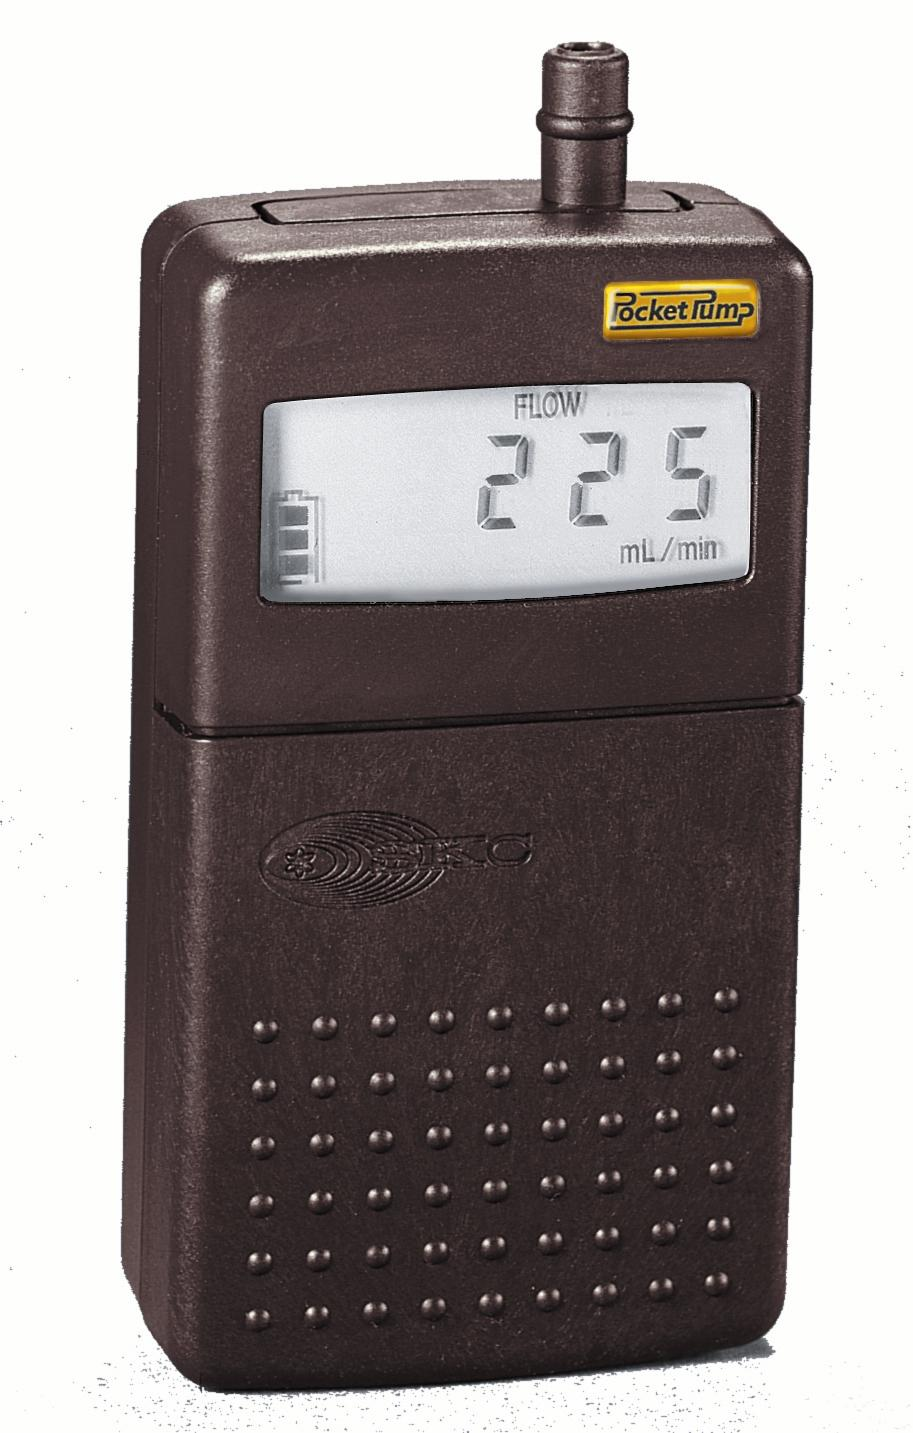 PocketPump
FLOW
225
mL/min
SKC